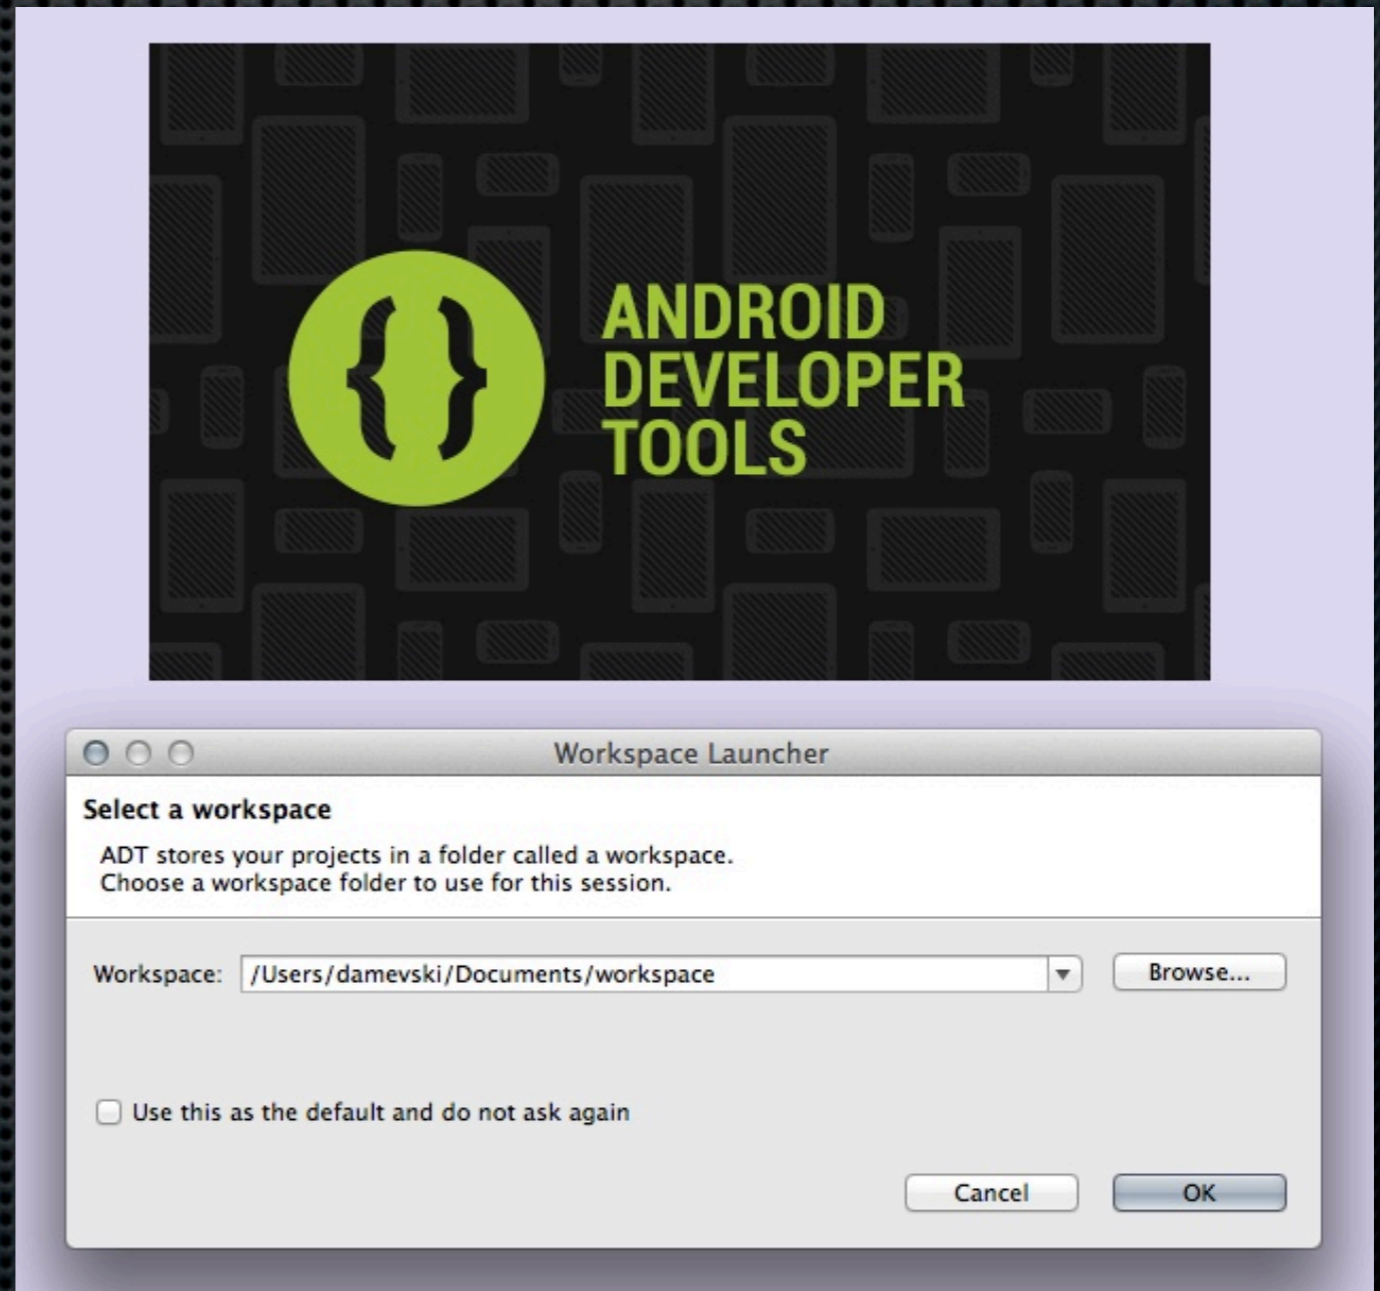 {}
ANDROID
DEVELOPER
TOOLS
Workspace Launcher
Select a workspace
ADT stores your projects in a folder called a workspace.
Choose a workspace folder to use for this session.
Workspace: /Users/damevski/Documents/workspace Browse...
Use this as the default and do not ask again
Cancel OK